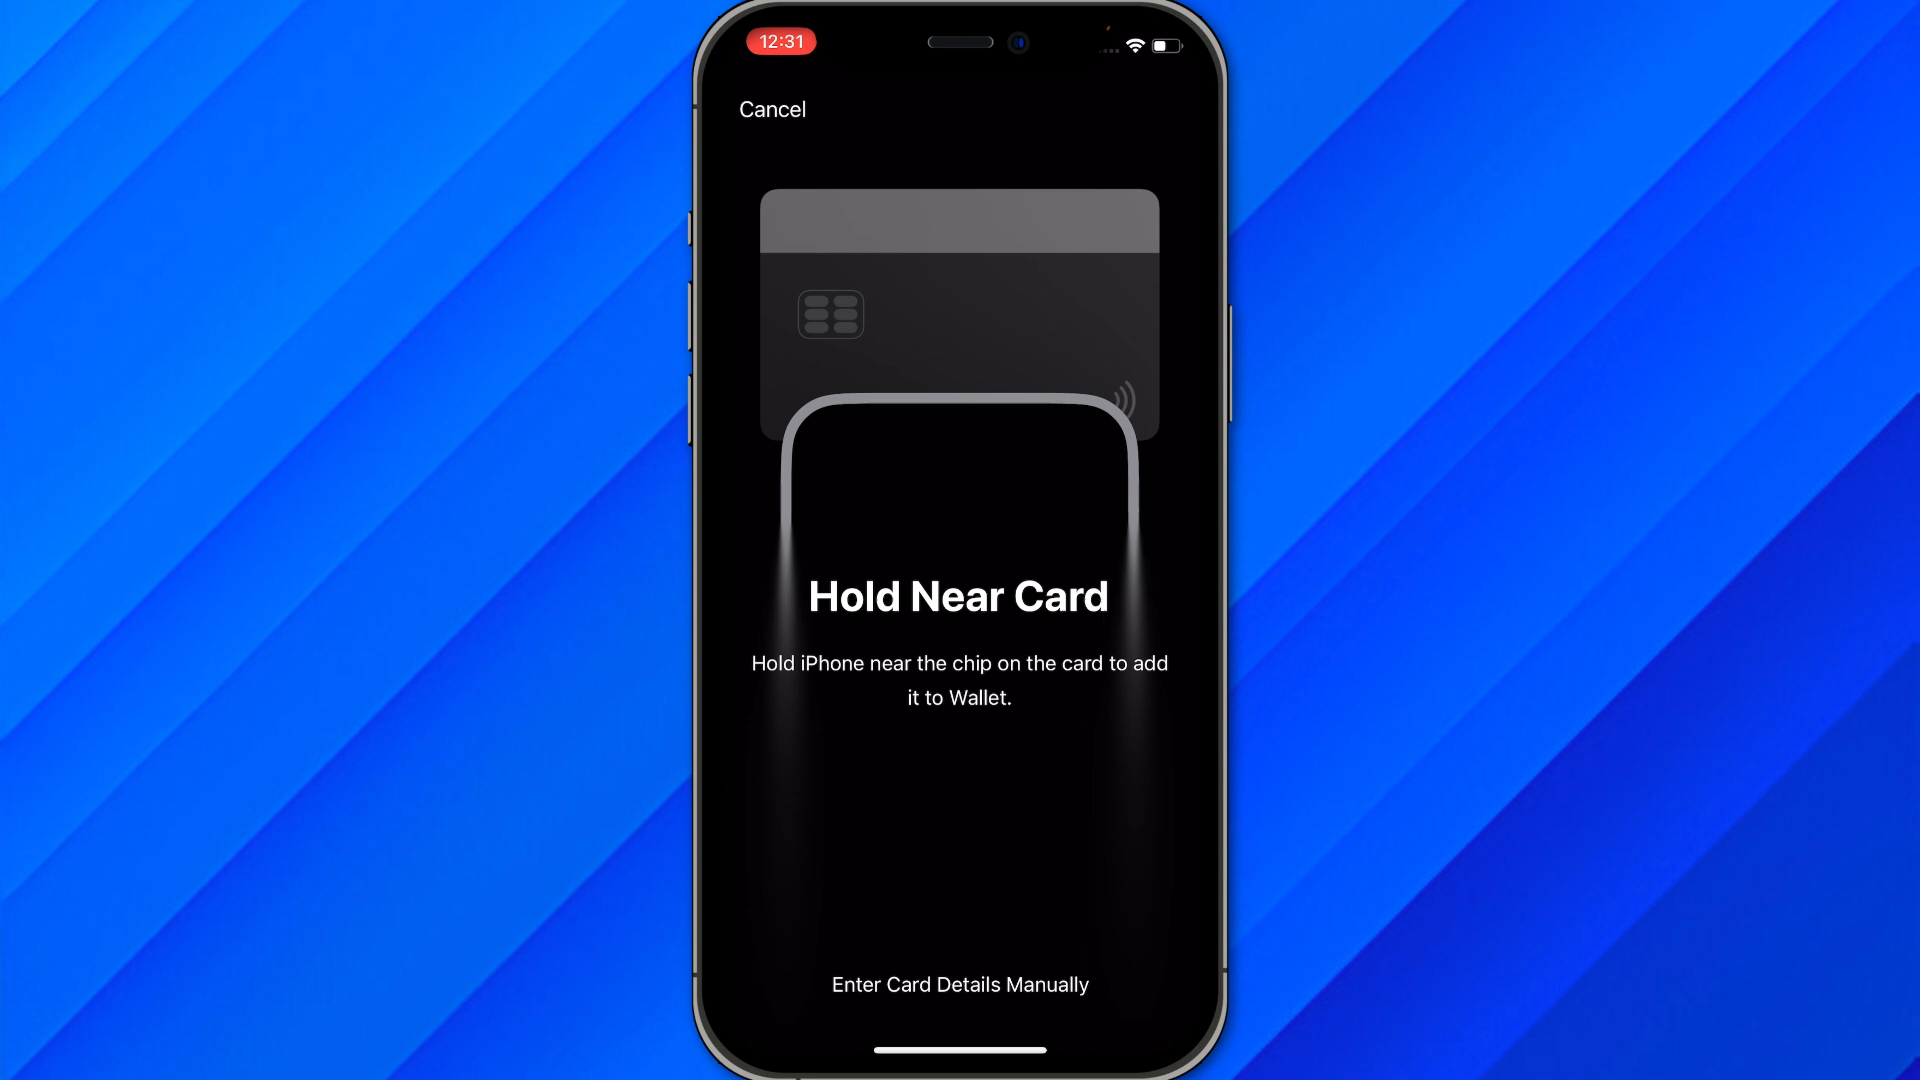 12:31
Cancel
Hold Near Card
Hold iPhone near the chip on the card to add
it to Wallet.
Enter Card Details Manually